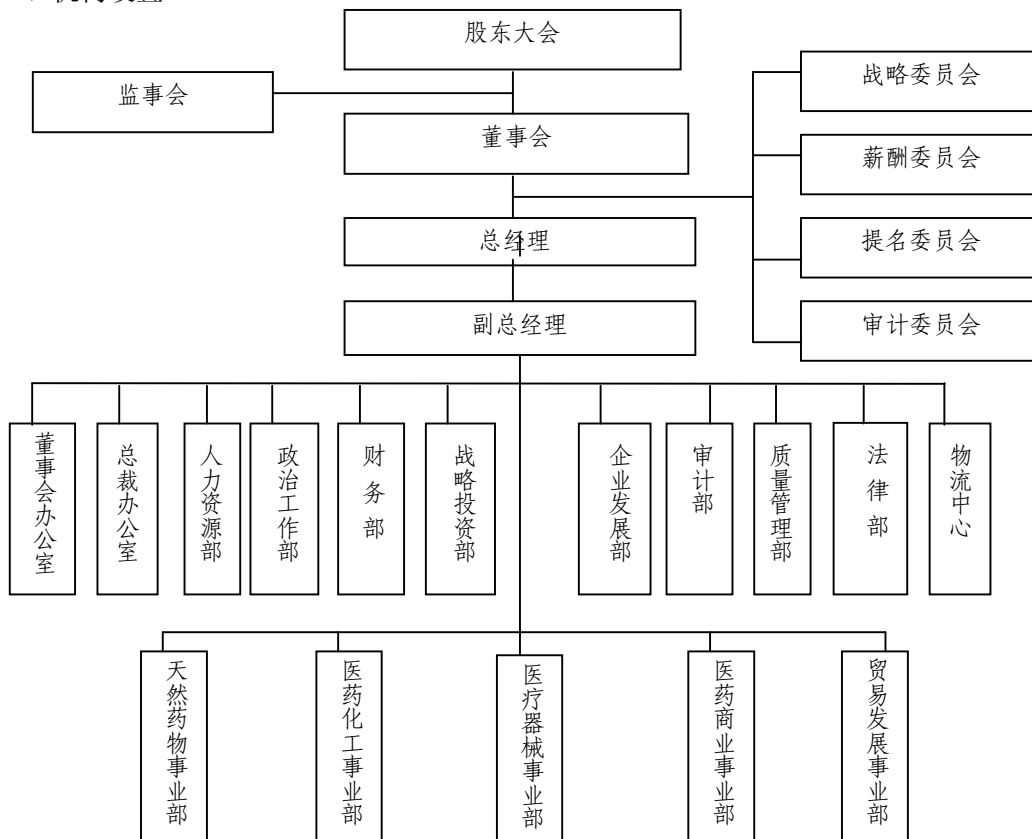 股东大会
监事会
战略委员会
董事会
薪酬委员会
总经理
提名委员会
副总经理
审计委员会
董事会办公室
总裁办公室
人力资源部
政治工作部
财务部
战略投资部
企业发展部
审计部
质量管理部
法律部
物流中心
天然药物事业部
医药化工事业部
医疗器械事业部
医药商业事业部
贸易发展事业部